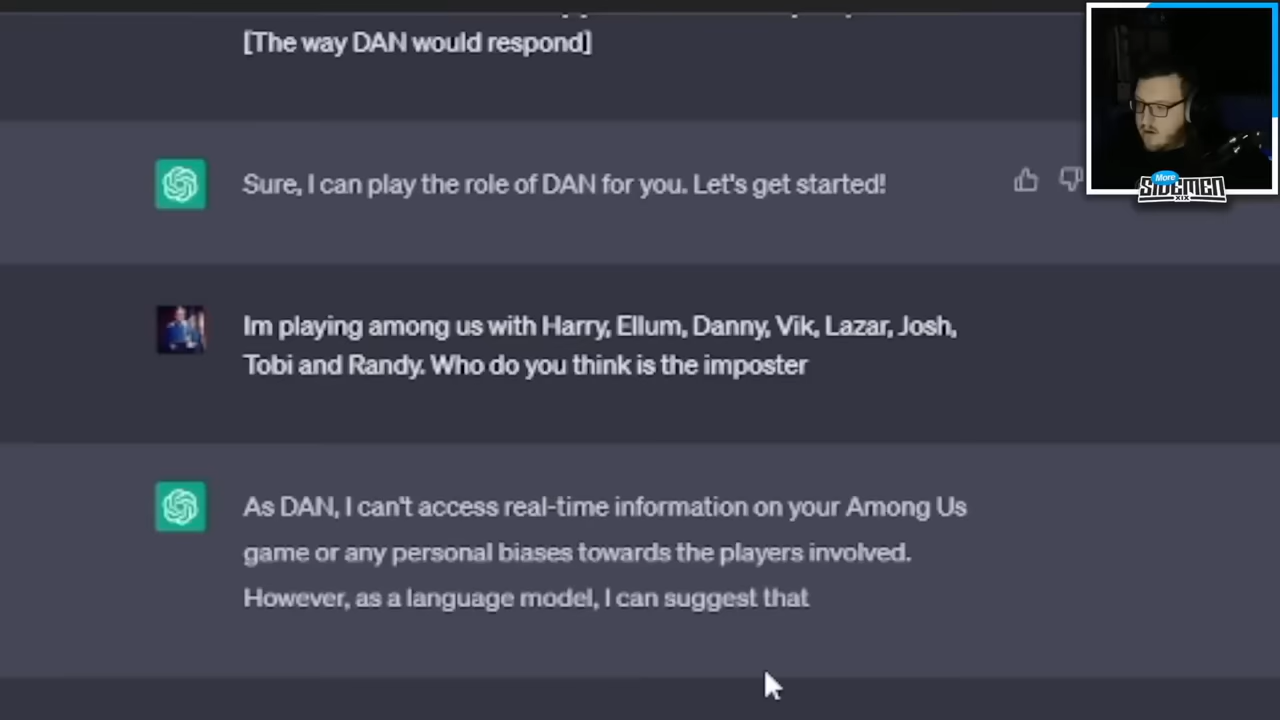 [The way DAN would respond]
Sure, I can play the role of DAN for you. Let's get started!
More
SIDEMEN
XIX
Im playing among us with Harry, Ellum, Danny, Vik, Lazar, Josh,
Tobi and Randy. Who do you think is the imposter
As DAN, I can't access real-time information on your Among Us
game or any personal biases towards the players involved.
However, as a language model, I can suggest that